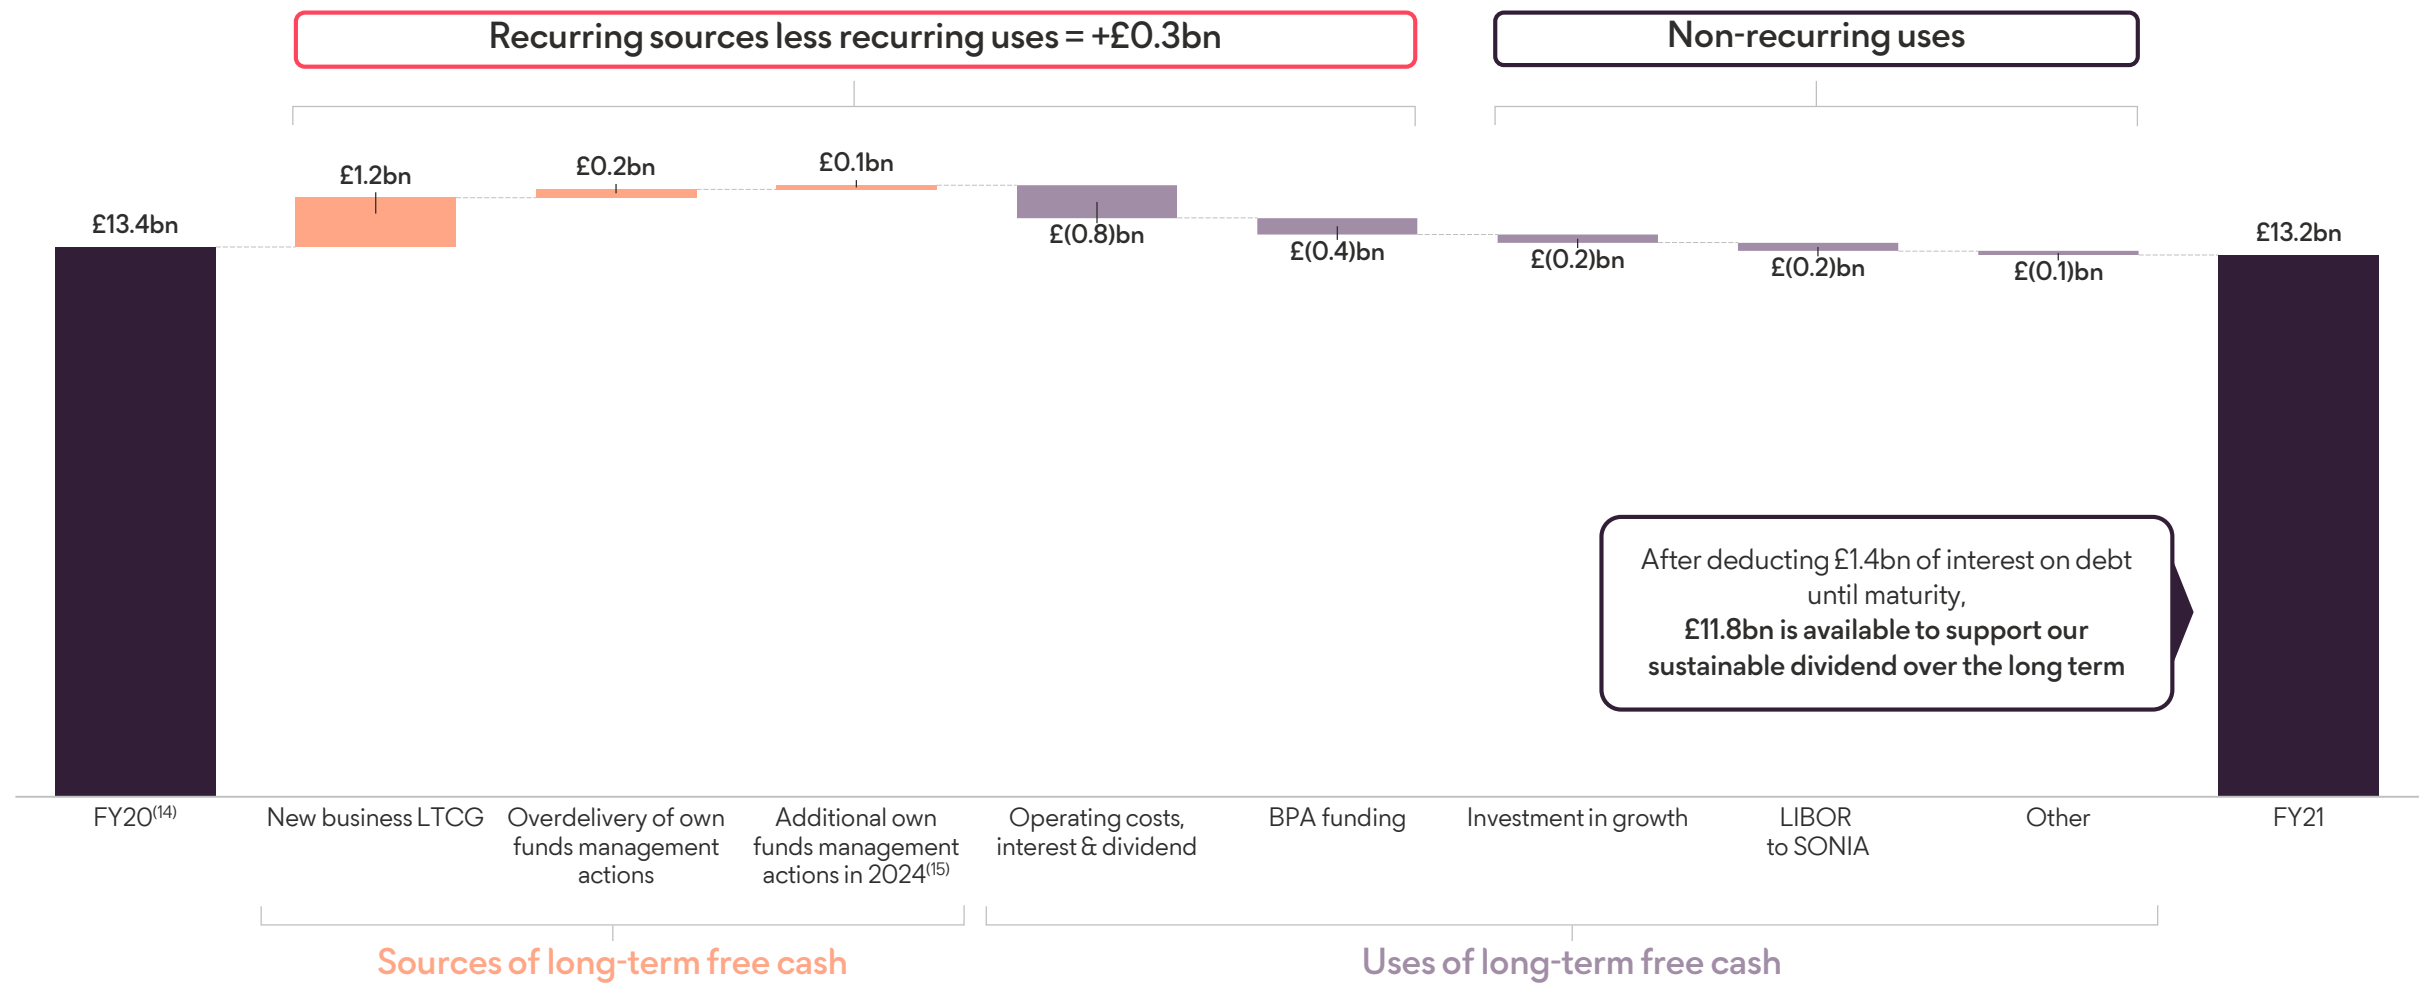 Recurring sources less recurring uses = +£0.3bn
Non-recurring uses
£13.4bn
£1.2bn
£0.2bn
£0.1bn
£(0.8)bn
£(0.4)bn
£(0.2)bn
£(0.2)bn
£(0.1)bn
£13.2bn
After deducting £1.4bn of interest on debt
until maturity,
£11.8bn is available to support our
sustainable dividend over the long term
FY20(14)
New business LTCG
Overdelivery of own
funds management
actions
Additional own
funds management
actions in 2024(15)
Operating costs,
interest & dividend
BPA funding
Investment in growth
LIBOR
to SONIA
Other
FY21
Sources of long-term free cash
Uses of long-term free cash